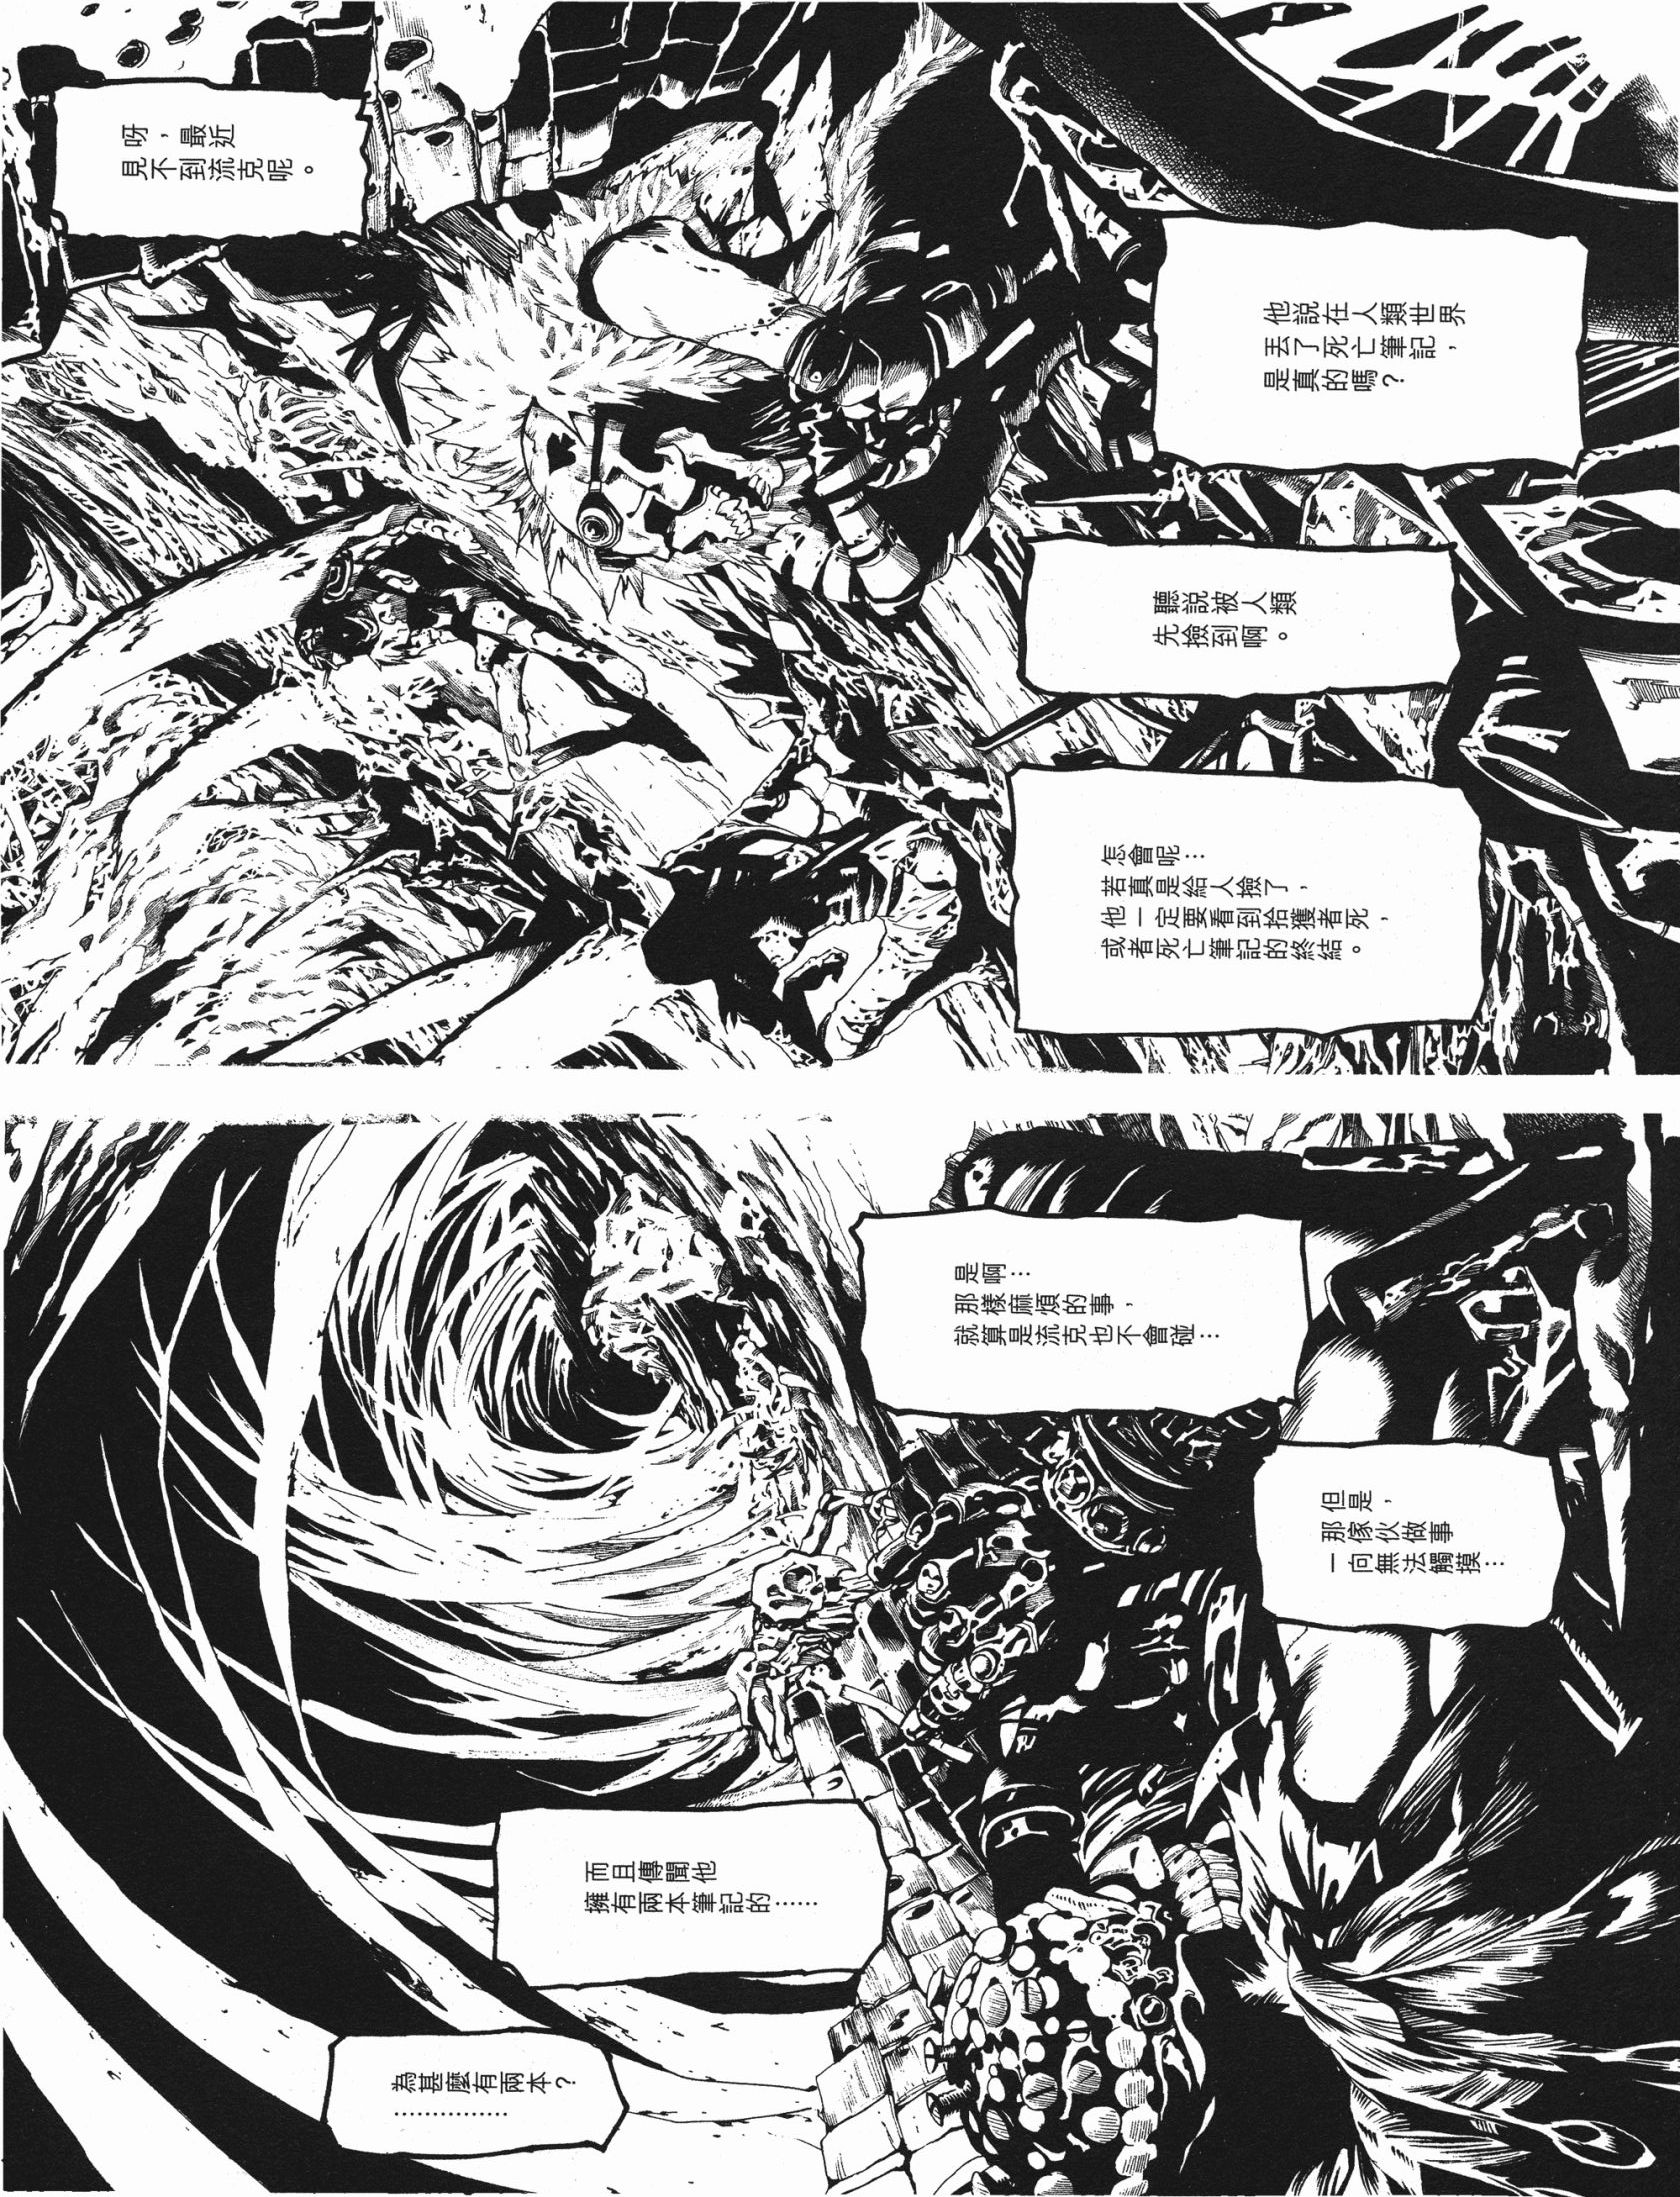 呀，最近
見不到流克呢。
他說在人類世界
丟了死亡筆記，
是真的嗎？
聽說被人類
先撿到啊。
怎會呢…
若真是給人撿了，
他一定要看到拾獲者死，
或者死亡筆記的終結。
是啊…
那樣麻煩的事，
就算是流克也不會碰…
但是，
那傢伙做事
一向無法觸摸…
而且傳聞他
擁有兩本筆記的……
為甚麼有兩本？
……………